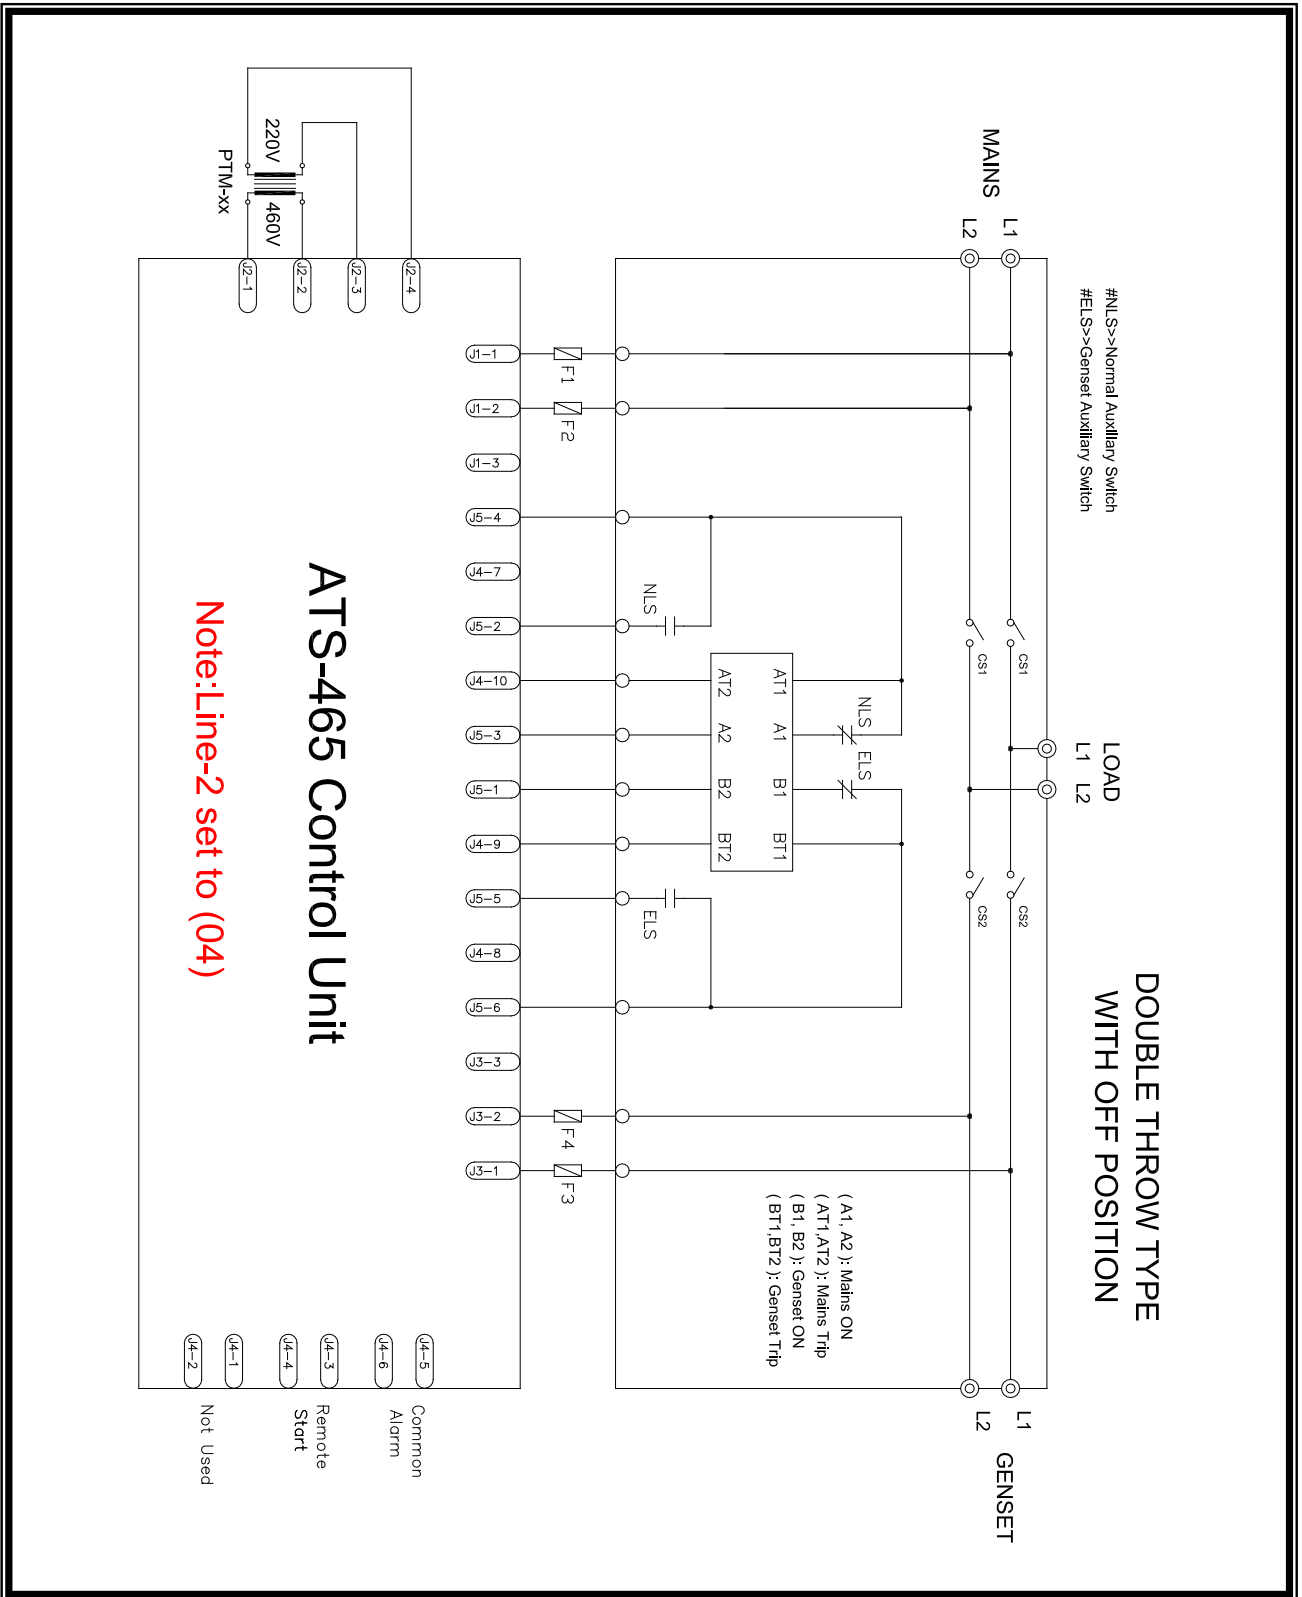 DOUBLE THROW TYPE
WITH OFF POSITION
#NLS>>Normal Auxiliary Switch
#ELS>>Genset Auxiliary Switch
LOAD
L1 L2
MAINS
L1
L2
CS1
CS1
CS2
CS2
L1
L2
GENSET
NLS
ELS
AT1 A1 B1 BT1
AT2 A2 B2 BT2
NLS
ELS
( A1, A2 ): Mains ON
( AT1,AT2 ): Mains Trip
( B1, B2 ): Genset ON
( BT1,BT2 ): Genset Trip
F1
F2
F4
F3
J1-1
J1-2
J1-3
J5-4
J4-7
J5-2
J4-10
J5-3
J5-1
J4-9
J5-5
J4-8
J5-6
J3-3
J3-2
J3-1
J2-4
J2-3
J2-2
J2-1
220V
460V
PTM-xx
ATS-465 Control Unit
Note:Line-2 set to (04)
J4-5
J4-6
Common
Alarm
J4-3
J4-4
Remote
Start
J4-1
J4-2
Not Used